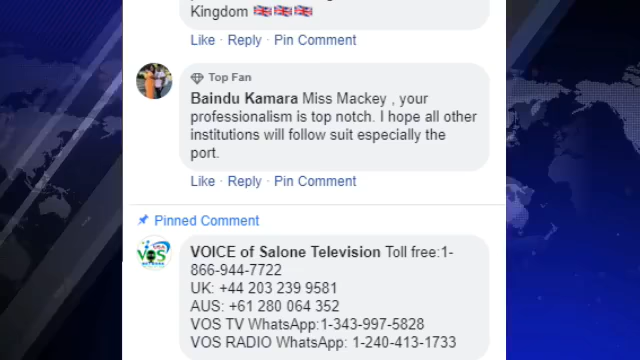 Kingdom 🇬🇧🇬🇧🇬🇧
Like · Reply · Pin Comment
Top Fan
Baindu Kamara Miss Mackey , your
professionalism is top notch. I hope all other
institutions will follow suit especially the
port.
Like · Reply · Pin Comment
Pinned Comment
VOS
VOICE of Salone Television Toll free:1-
866-944-7722
UK: +44 203 239 9581
AUS: +61 280 064 352
VOS TV WhatsApp:1-343-997-5828
VOS RADIO WhatsApp: 1-240-413-1733